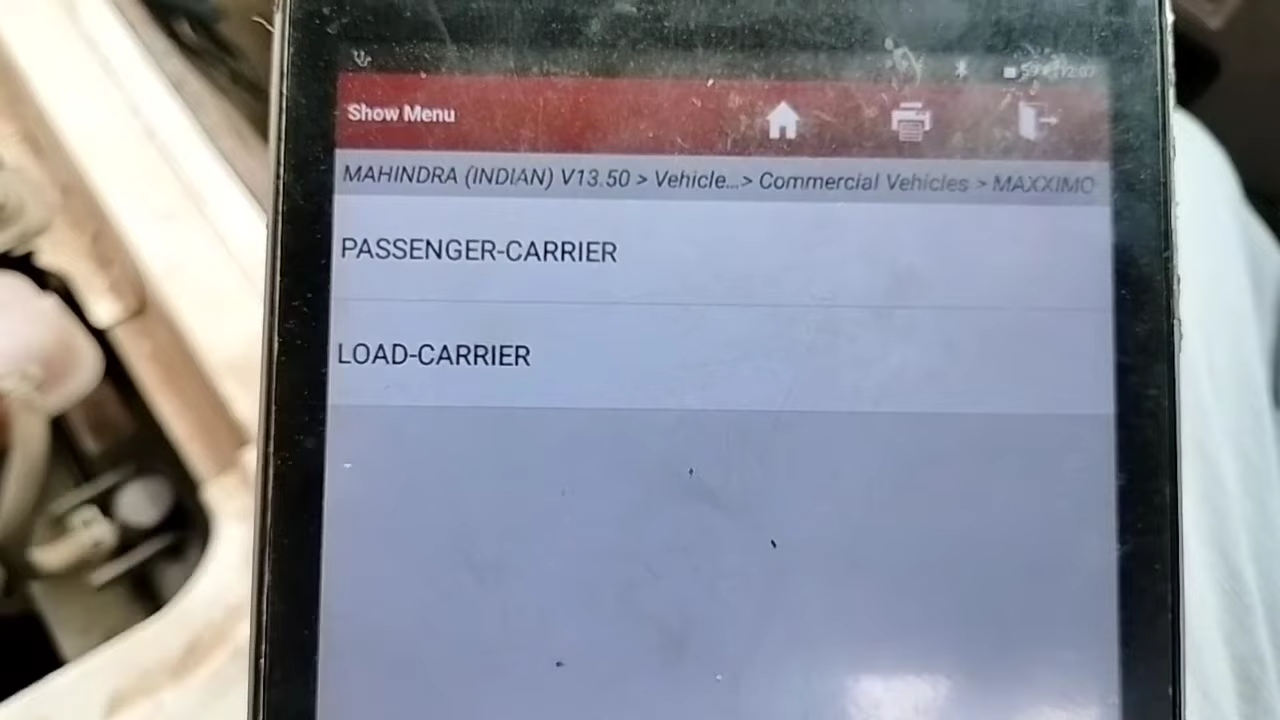 Show Menu
MAHINDRA (INDIAN) V13.50 > Vehicle...> Commercial Vehicles > MAXXIMO
PASSENGER-CARRIER
LOAD-CARRIER